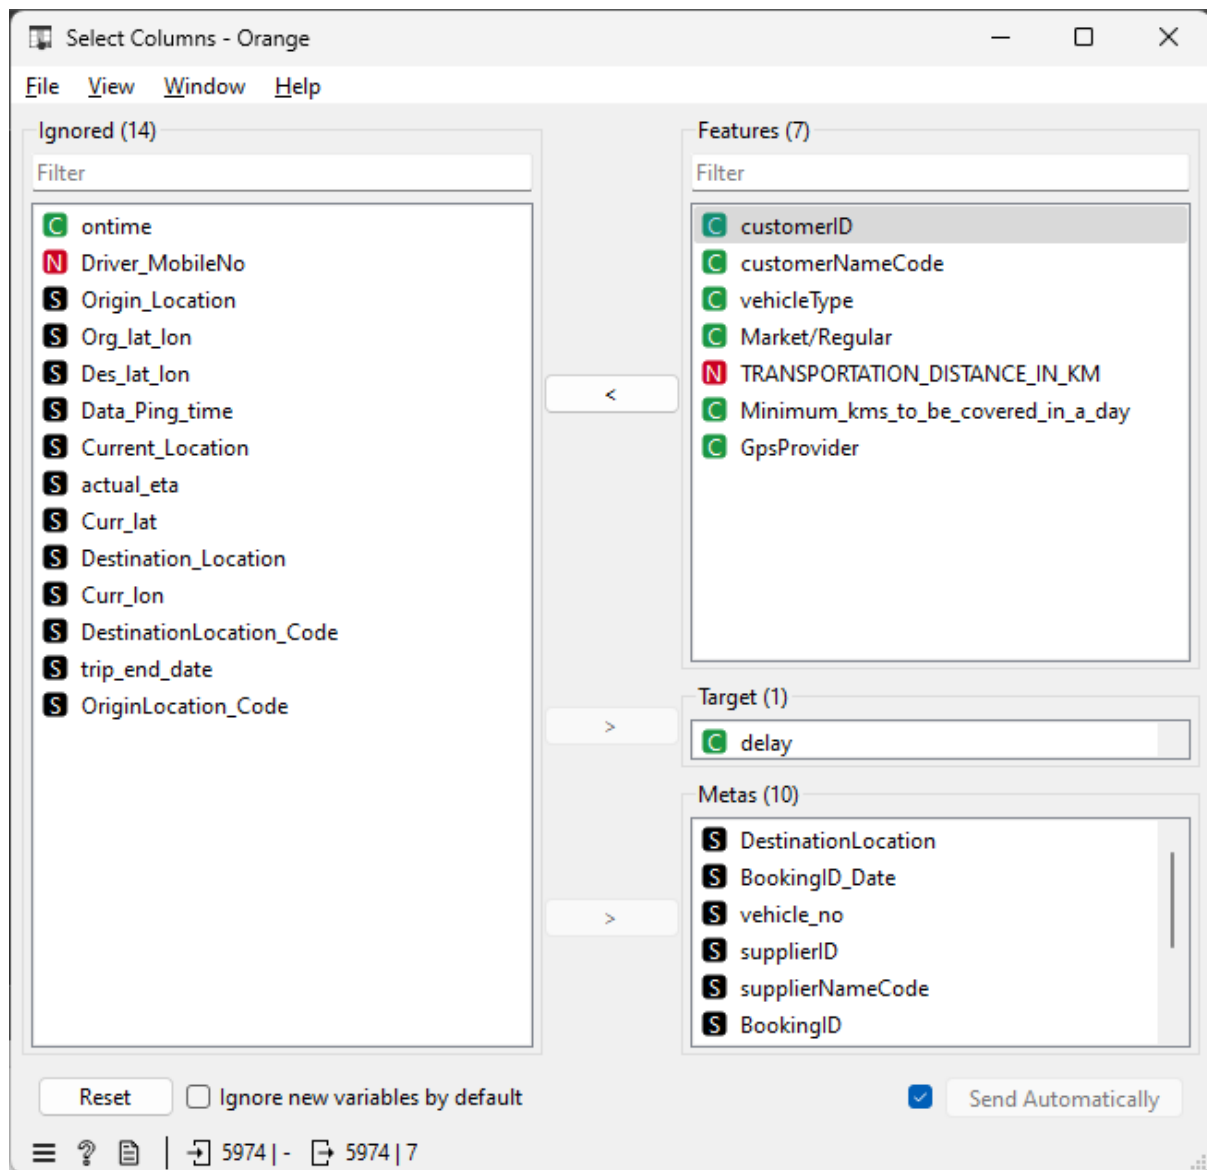 Select Columns - Orange
File View Window Help
Ignored (14)
Filter
C ontime
N Driver_MobileNo
S Origin_Location
S Org_lat_lon
S Des_lat_lon
S Data_Ping_time
S Current_Location
S actual_eta
S Curr_lat
S Destination_Location
S Curr_lon
S DestinationLocation_Code
S trip_end_date
S OriginLocation_Code
<
>
>
Features (7)
Filter
C customerID
C customerNameCode
C vehicleType
C Market/Regular
N TRANSPORTATION_DISTANCE_IN_KM
C Minimum_kms_to_be_covered_in_a_day
C GpsProvider
Target (1)
C delay
Metas (10)
S DestinationLocation
S BookingID_Date
S vehicle_no
S supplierID
S supplierNameCode
S BookingID
Reset Ignore new variables by default Send Automatically
? 5974 | - 5974 | 7